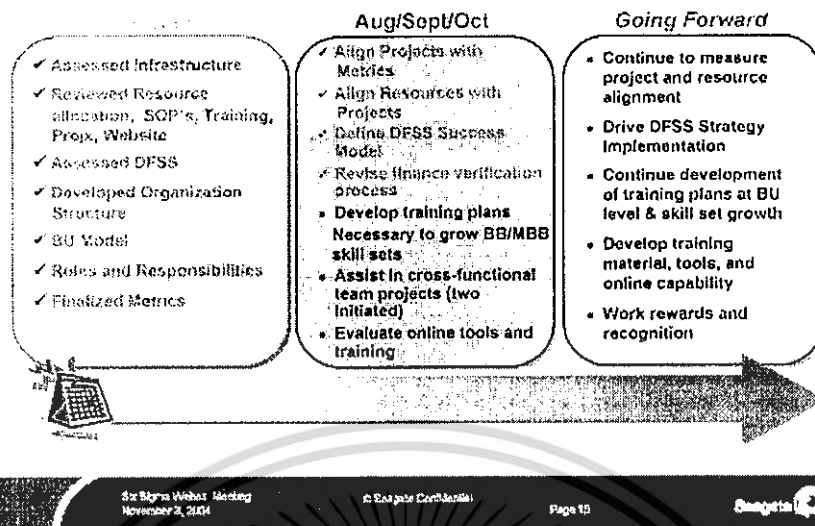 Aug/Sept/Oct
Going Forward
✓ Assessed Infrastructure
✓ Reviewed Resource
allocation, SOP's, Training,
Projx, Website
✓ Assessed DFSS
✓ Developed Organization
Structure
✓ BU Model
✓ Roles and Responsibilities
✓ Finalized Metrics
✓ Align Projects with
Metrics
✓ Align Resources with
Projects
✓ Define DFSS Success
Model
✓ Revise finance verification
process
• Develop training plans
Necessary to grow BB/MBB
skill sets
• Assist in cross-functional
team projects (two
initiated)
• Evaluate online tools and
training
• Continue to measure
project and resource
alignment
• Drive DFSS Strategy
Implementation
• Continue development
of training plans at BU
level & skill set growth
• Develop training
material, tools, and
online capability
• Work rewards and
recognition
Six Sigma Webex Meeting
November 3, 2004
© Seagate Confidential
Page 15
Seagate